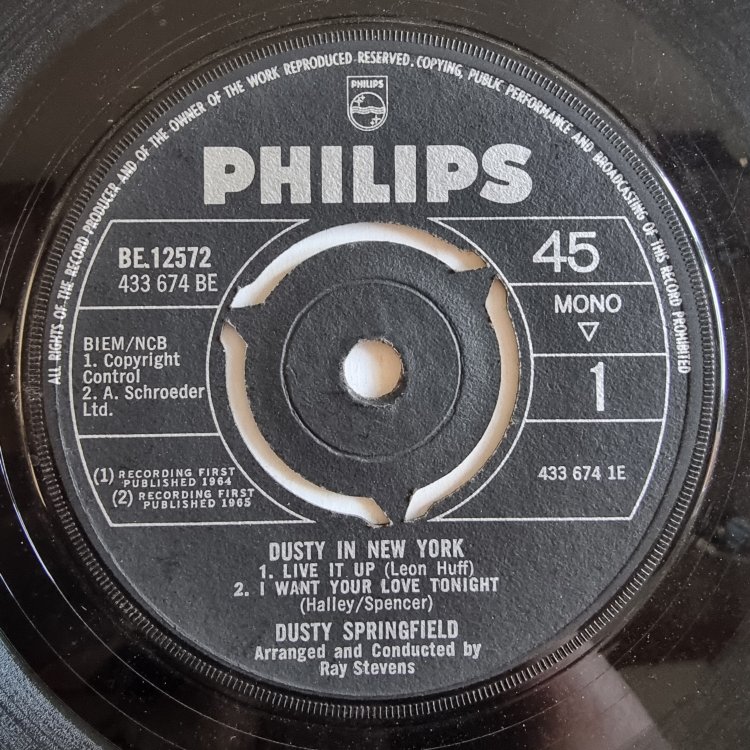 ALL RIGHTS OF THE RECORD PRODUCER AND OF THE OWNER OF THE WORK REPRODUCED RESERVED. COPYING, PUBLIC PERFORMANCE AND BROADCASTING OF THIS RECORD PROHIBITED
PHILIPS
PHILIPS
BE.12572
433 674 BE
BIEM/NCB
1. Copyright
Control
2. A. Schroeder
Ltd.
(1) RECORDING FIRST
PUBLISHED 1964
(2) RECORDING FIRST
PUBLISHED 1965
45
MONO
1
433 674 1E
DUSTY IN NEW YORK
1. LIVE IT UP (Leon Huff)
2. I WANT YOUR LOVE TONIGHT
(Halley/Spencer)
DUSTY SPRINGFIELD
Arranged and Conducted by
Ray Stevens